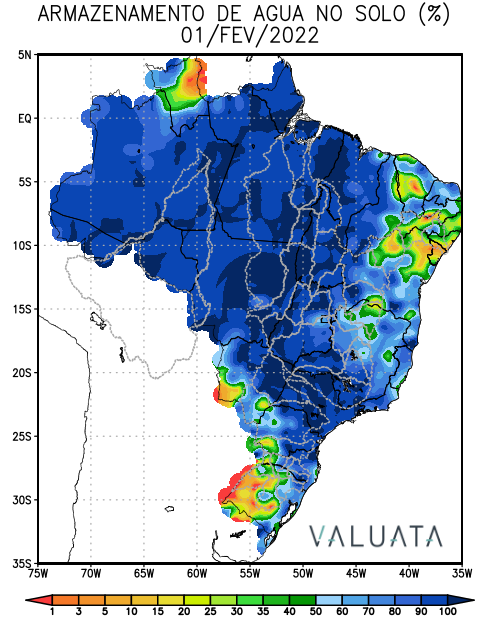 ARMAZENAMENTO DE AGUA NO SOLO (%)
01/FEV/2022
5N
EQ
5S
10S
15S
20S
25S
30S
35S
75W 70W 65W 60W 55W 50W 45W 40W 35W
VALUATA
1 3 5 10 15 20 25 30 35 40 50 60 70 80 90 100